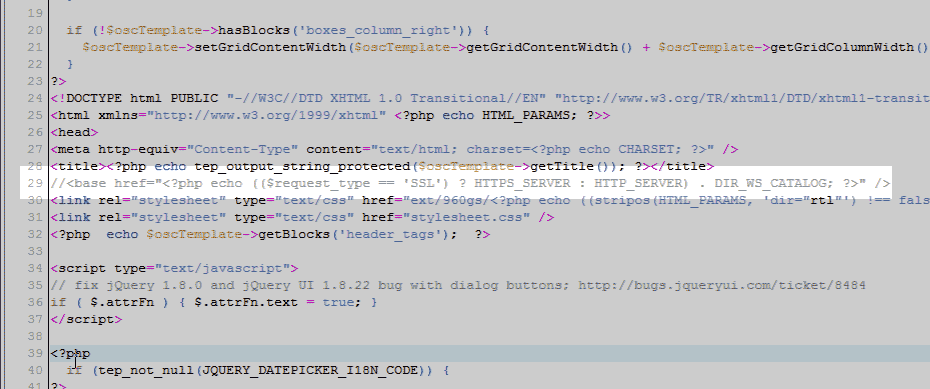 19
20 if (!$oscTemplate->hasBlocks('boxes_column_right')) {
21 $oscTemplate->setGridContentWidth($oscTemplate->getGridContentWidth() + $oscTemplate->getGridColumnWidth()
22 }
23 ?>
24 <!DOCTYPE html PUBLIC "-//W3C//DTD XHTML 1.0 Transitional//EN" "http://www.w3.org/TR/xhtml1/DTD/xhtml1-transit
25 <html xmlns="http://www.w3.org/1999/xhtml" <?php echo HTML_PARAMS; ?>>
26 <head>
27 <meta http-equiv="Content-Type" content="text/html; charset=<?php echo CHARSET; ?>" />
28 <title><?php echo tep_output_string_protected($oscTemplate->getTitle()); ?></title>
29 //<base href="<?php echo (($request_type == 'SSL') ? HTTPS_SERVER : HTTP_SERVER) . DIR_WS_CATALOG; ?>" />
30 <link rel="stylesheet" type="text/css" href="ext/960gs/<?php echo ((stripos(HTML_PARAMS, 'dir="rtl"') !== fals
31 <link rel="stylesheet" type="text/css" href="stylesheet.css" />
32 <?php echo $oscTemplate->getBlocks('header_tags'); ?>
33
34 <script type="text/javascript">
35 // fix jQuery 1.8.0 and jQuery UI 1.8.22 bug with dialog buttons; http://bugs.jqueryui.com/ticket/8484
36 if ( $.attrFn ) { $.attrFn.text = true; }
37 </script>
38
39 <?php
40 if (tep_not_null(JQUERY_DATEPICKER_I18N_CODE)) {
41 ?>